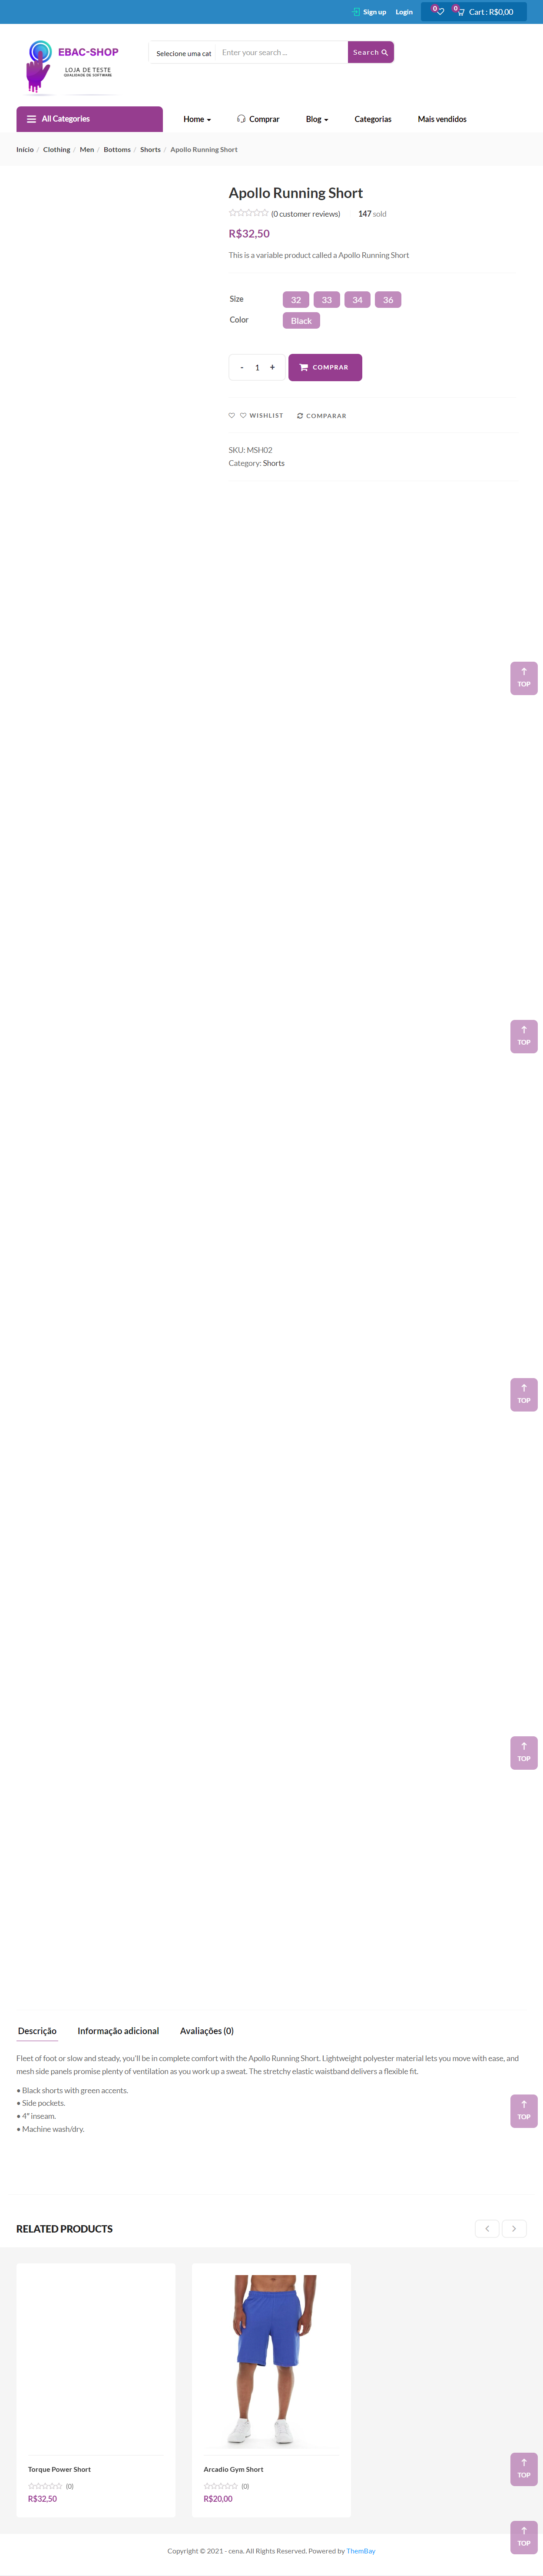 Sign up Login 0 0 Cart : R$0,00
EBAC-SHOP
LOJA DE TESTE
QUALIDADE DE SOFTWARE
Selecione uma cat Enter your search ... Search
All Categories Home Comprar Blog Categorias Mais vendidos
Início / Clothing / Men / Bottoms / Shorts / Apollo Running Short
Apollo Running Short
(0 customer reviews) 147 sold
R$32,50
This is a variable product called a Apollo Running Short
Size 32 33 34 36
Color Black
- 1 + COMPRAR
WISHLIST COMPARAR
SKU: MSH02
Category: Shorts
TOP
TOP
TOP
TOP
Descrição Informação adicional Avaliações (0)
Fleet of foot or slow and steady, you'll be in complete comfort with the Apollo Running Short. Lightweight polyester material lets you move with ease, and
mesh side panels promise plenty of ventilation as you work up a sweat. The stretchy elastic waistband delivers a flexible fit.
• Black shorts with green accents.
• Side pockets.
• 4" inseam.
• Machine wash/dry.
TOP
RELATED PRODUCTS
Torque Power Short
(0)
R$32,50
Arcadio Gym Short
(0)
R$20,00
TOP
TOP
Copyright © 2021 - cena. All Rights Reserved. Powered by ThemBay